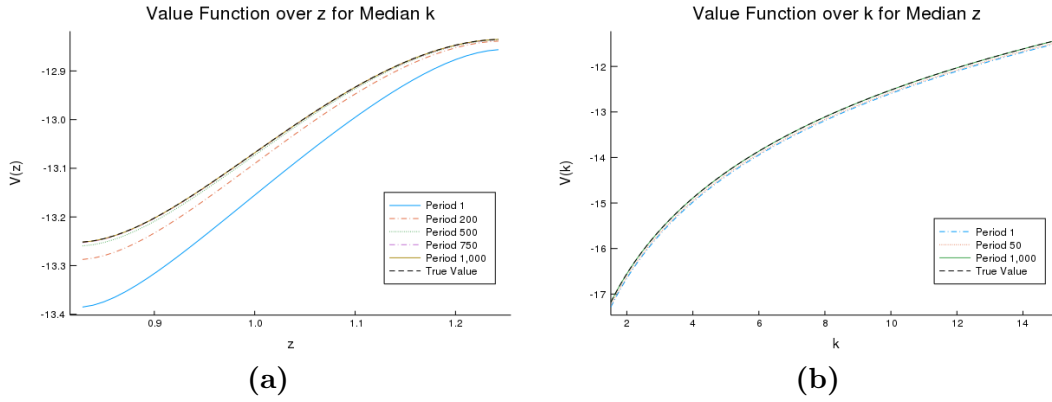 Value Function over z for Median k
V(z)
-12.9
-13.0
-13.1
-13.2
-13.3
-13.4
0.9
1.0
1.1
1.2
z
Period 1
Period 200
Period 500
Period 750
Period 1,000
True Value
(a)
Value Function over k for Median z
V(k)
-12
-13
-14
-15
-16
-17
2
4
6
8
10
12
14
k
Period 1
Period 50
Period 1,000
True Value
(b)